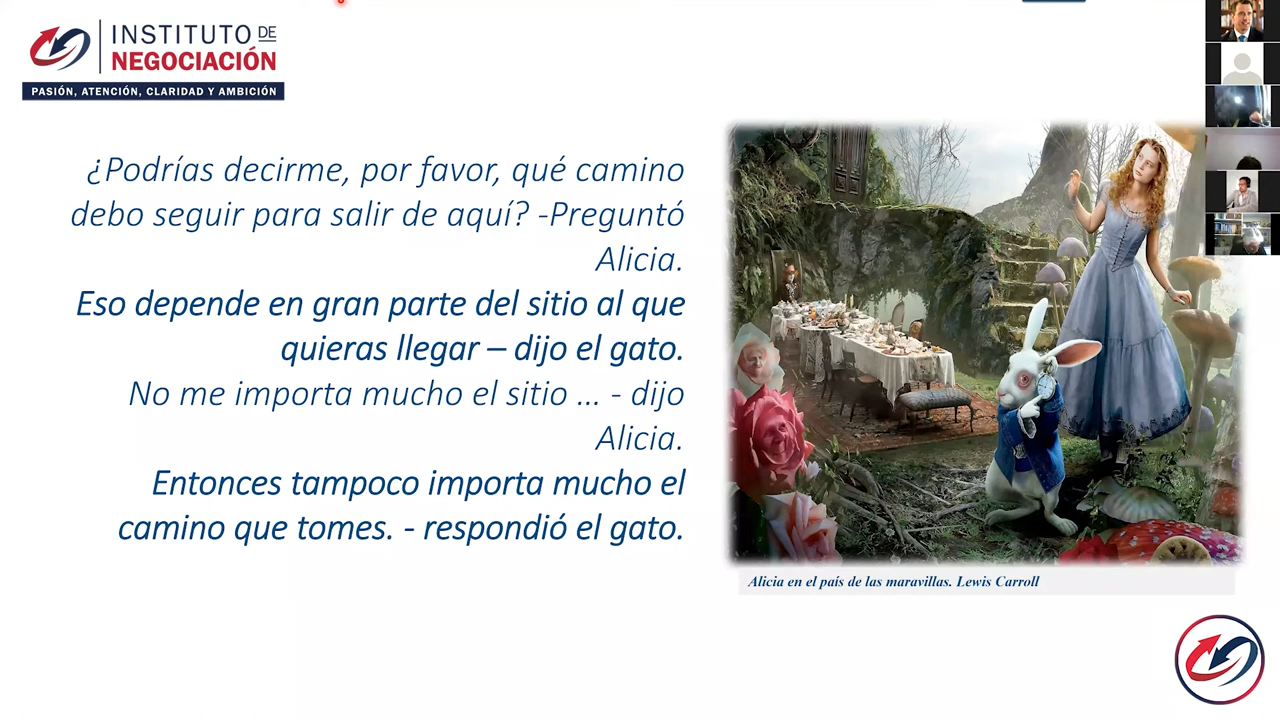 INSTITUTO DE
NEGOCIACIÓN
PASIÓN, ATENCIÓN, CLARIDAD Y AMBICIÓN
¿Podrías decirme, por favor, qué camino
debo seguir para salir de aquí? -Preguntó
Alicia.
Eso depende en gran parte del sitio al que
quieras llegar – dijo el gato.
No me importa mucho el sitio ... - dijo
Alicia.
Entonces tampoco importa mucho el
camino que tomes. - respondió el gato.
Alicia en el país de las maravillas. Lewis Carroll